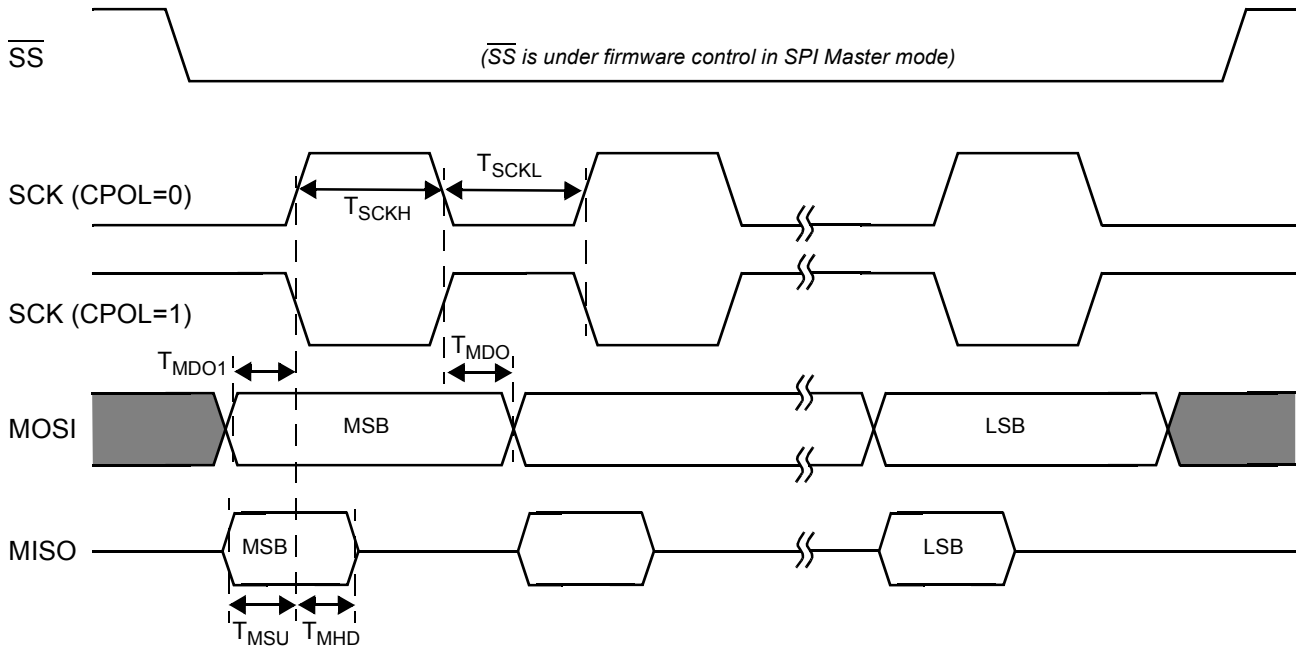 SS
(SS is under firmware control in SPI Master mode)
SCK (CPOL=0)
TSCKH
TSCKL
SCK (CPOL=1)
TMDO1
TMDO
MOSI
MSB
LSB
MISO
MSB
LSB
TMSU
TMHD